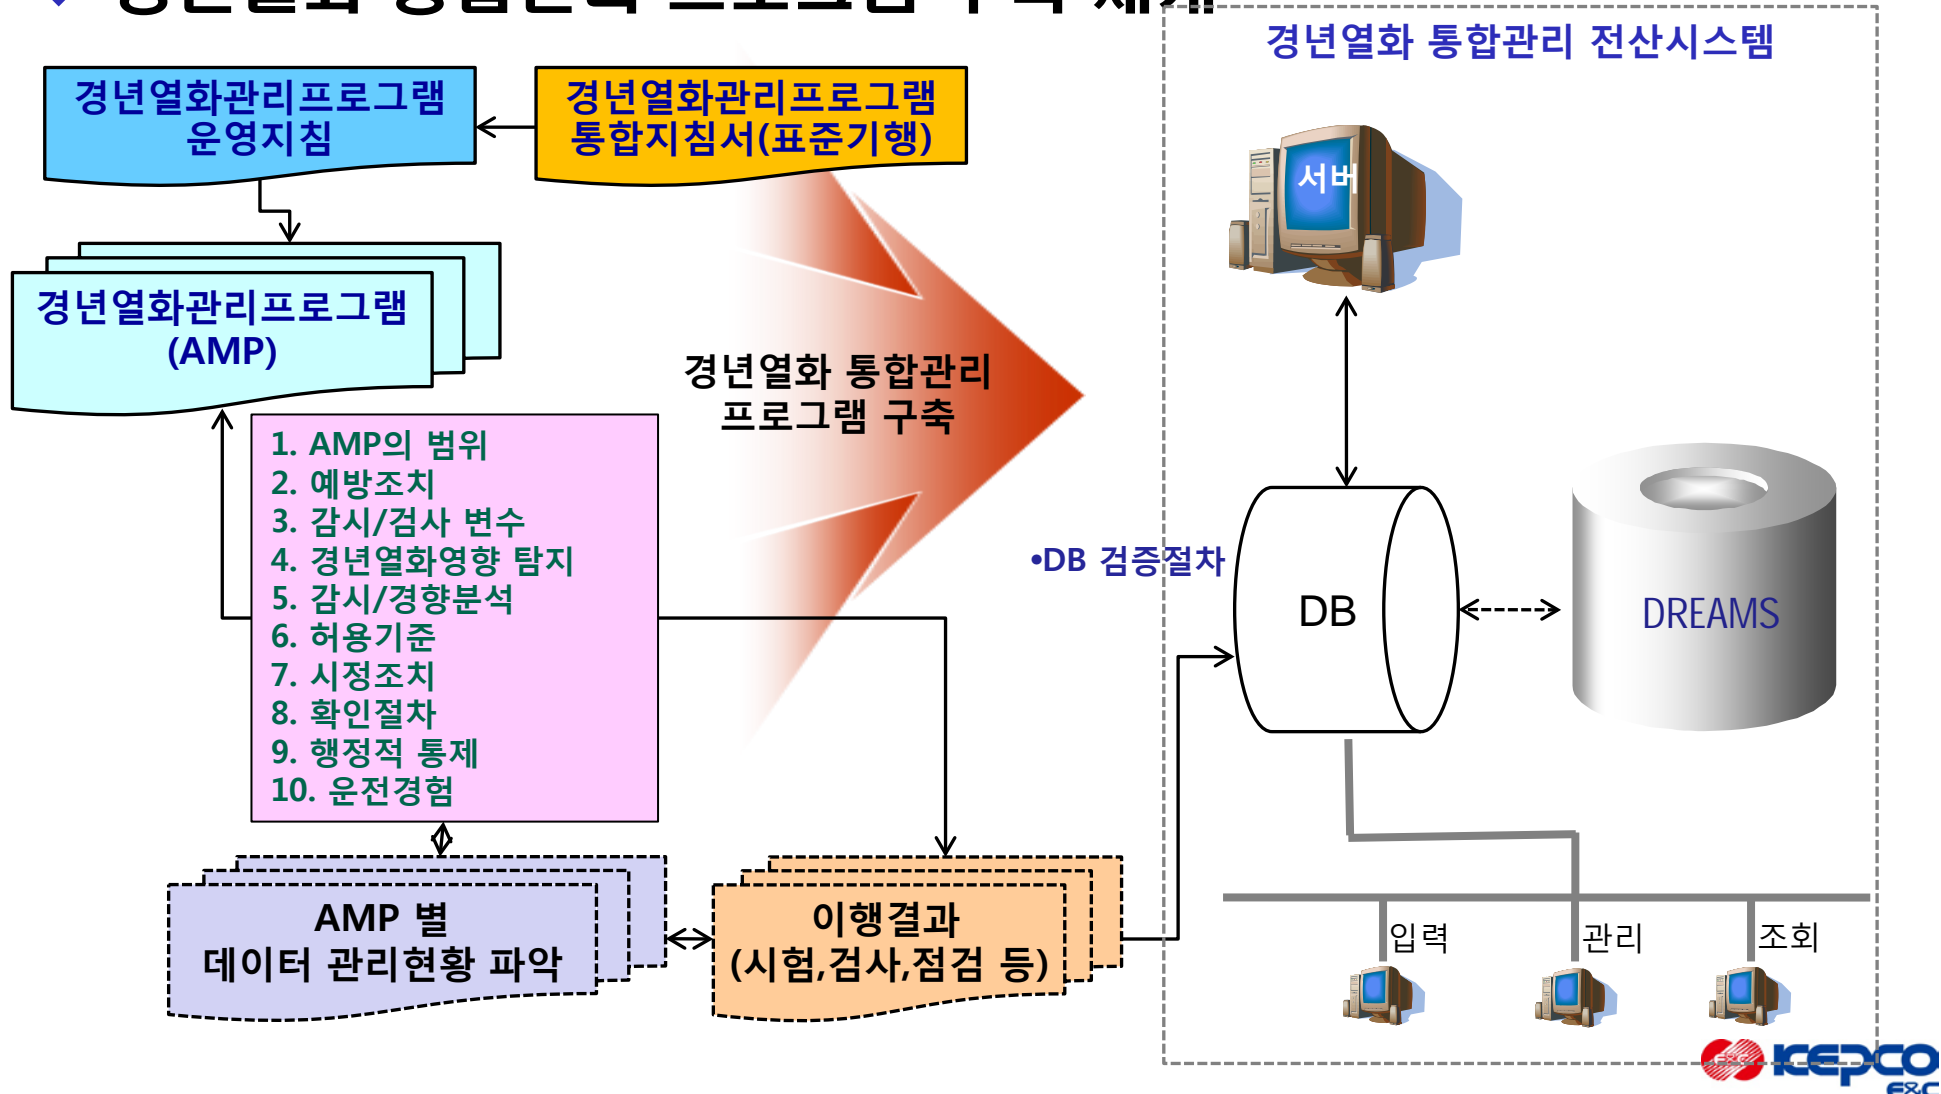 경년열화 통합관리 전산시스템
경년열화관리프로그램
운영지침
경년열화관리프로그램
통합지침서(표준기행)
서버
경년열화관리프로그램
(AMP)
경년열화 통합관리
프로그램 구축
1. AMP의 범위
2. 예방조치
3. 감시/검사 변수
4. 경년열화영향 탐지
5. 감시/경향분석
6. 허용기준
7. 시정조치
8. 확인절차
9. 행정적 통제
10. 운전경험
•DB 검증절차
DB
DREAMS
AMP 별
데이터 관리현황 파악
이행결과
(시험,검사,점검 등)
입력
관리
조회
E&C
KEPCO
E&C